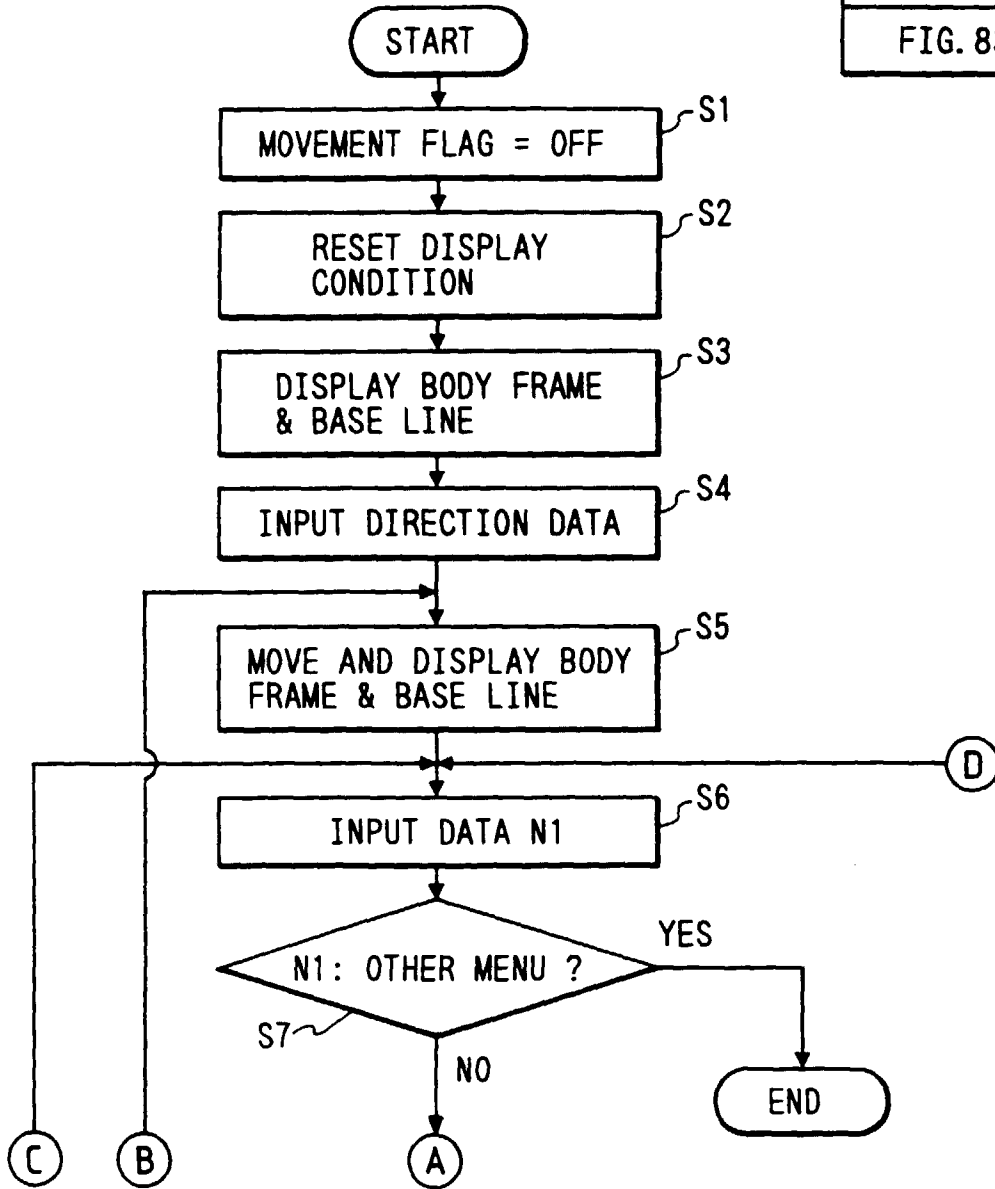 START
FIG. 8
MOVEMENT FLAG = OFF
S1
RESET DISPLAY
CONDITION
S2
DISPLAY BODY FRAME
& BASE LINE
S3
INPUT DIRECTION DATA
S4
MOVE AND DISPLAY BODY
FRAME & BASE LINE
S5
D
INPUT DATA N1
S6
N1: OTHER MENU ?
YES
S7
NO
END
C
B
A